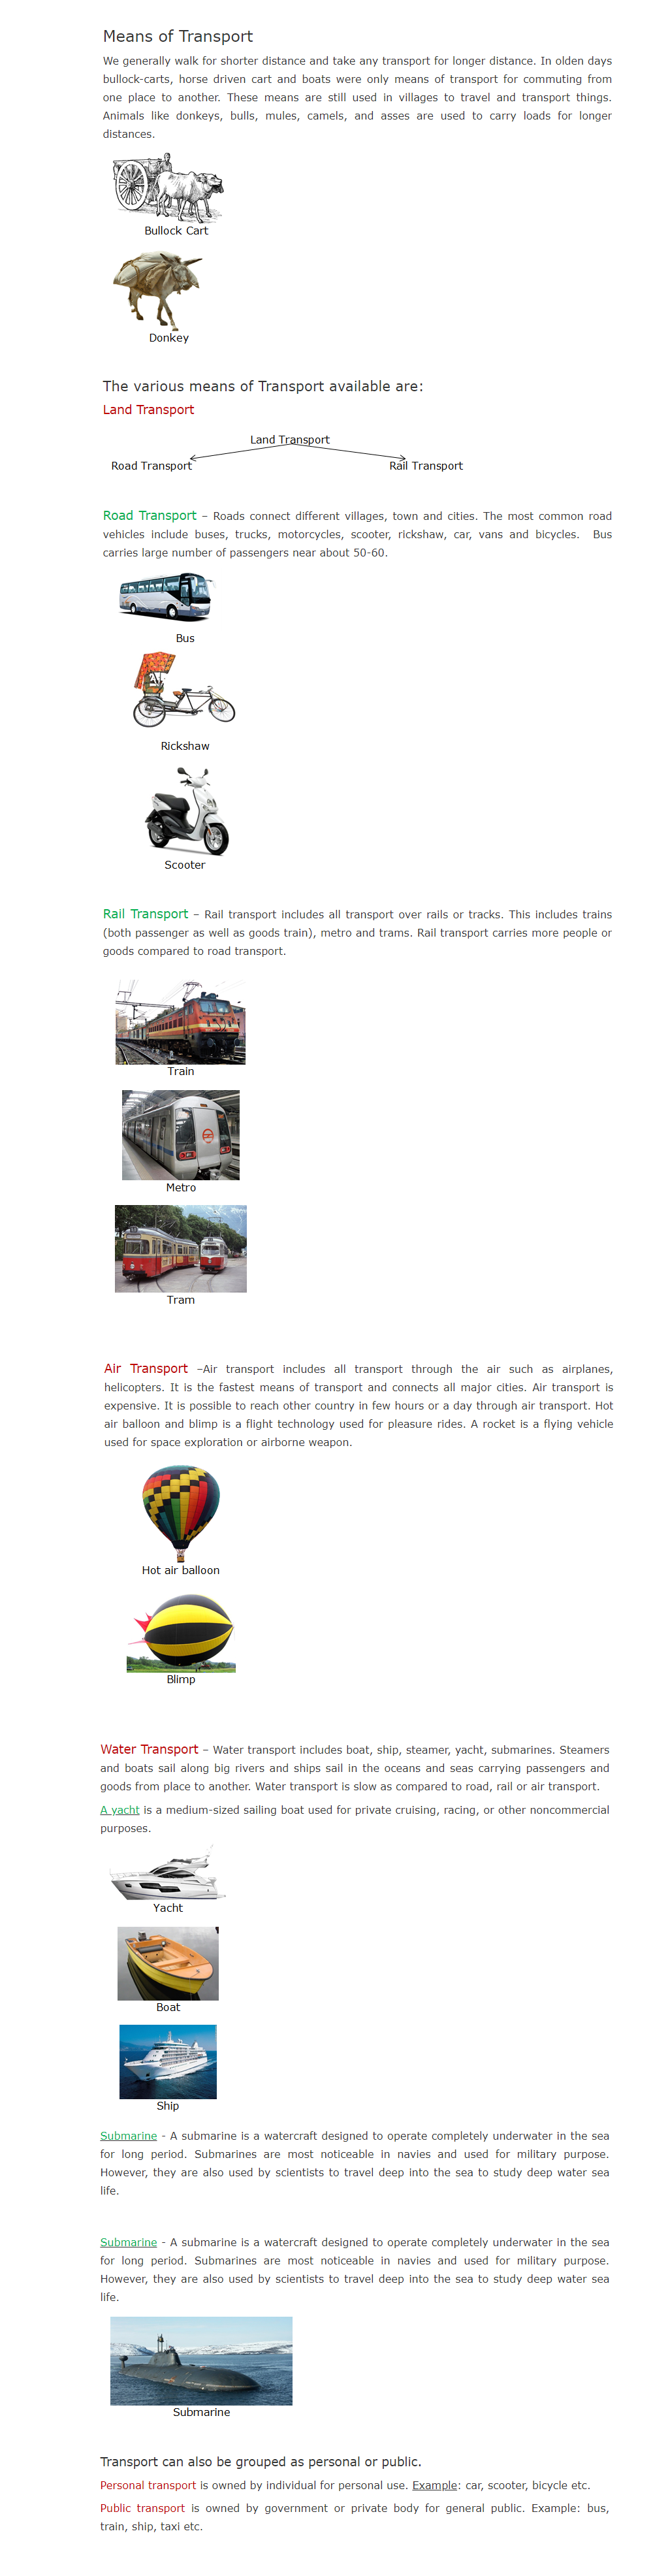 Means of Transport
We generally walk for shorter distance and take any transport for longer distance. In olden days
bullock-carts, horse driven cart and boats were only means of transport for commuting from
one place to another. These means are still used in villages to travel and transport things.
Animals like donkeys, bulls, mules, camels, and asses are used to carry loads for longer
distances.
Bullock Cart
Donkey
The various means of Transport available are:
Land Transport
Land Transport
Road Transport Rail Transport
Road Transport – Roads connect different villages, town and cities. The most common road
vehicles include buses, trucks, motorcycles, scooter, rickshaw, car, vans and bicycles. Bus
carries large number of passengers near about 50-60.
Bus
Rickshaw
Scooter
Rail Transport – Rail transport includes all transport over rails or tracks. This includes trains
(both passenger as well as goods train), metro and trams. Rail transport carries more people or
goods compared to road transport.
Train
Metro
Tram
Air Transport –Air transport includes all transport through the air such as airplanes,
helicopters. It is the fastest means of transport and connects all major cities. Air transport is
expensive. It is possible to reach other country in few hours or a day through air transport. Hot
air balloon and blimp is a flight technology used for pleasure rides. A rocket is a flying vehicle
used for space exploration or airborne weapon.
Hot air balloon
Blimp
Water Transport – Water transport includes boat, ship, steamer, yacht, submarines. Steamers
and boats sail along big rivers and ships sail in the oceans and seas carrying passengers and
goods from place to another. Water transport is slow as compared to road, rail or air transport.
A yacht is a medium-sized sailing boat used for private cruising, racing, or other noncommercial
purposes.
Yacht
Boat
Ship
Submarine - A submarine is a watercraft designed to operate completely underwater in the sea
for long period. Submarines are most noticeable in navies and used for military purpose.
However, they are also used by scientists to travel deep into the sea to study deep water sea
life.
Submarine - A submarine is a watercraft designed to operate completely underwater in the sea
for long period. Submarines are most noticeable in navies and used for military purpose.
However, they are also used by scientists to travel deep into the sea to study deep water sea
life.
Submarine
Transport can also be grouped as personal or public.
Personal transport is owned by individual for personal use. Example: car, scooter, bicycle etc.
Public transport is owned by government or private body for general public. Example: bus,
train, ship, taxi etc.